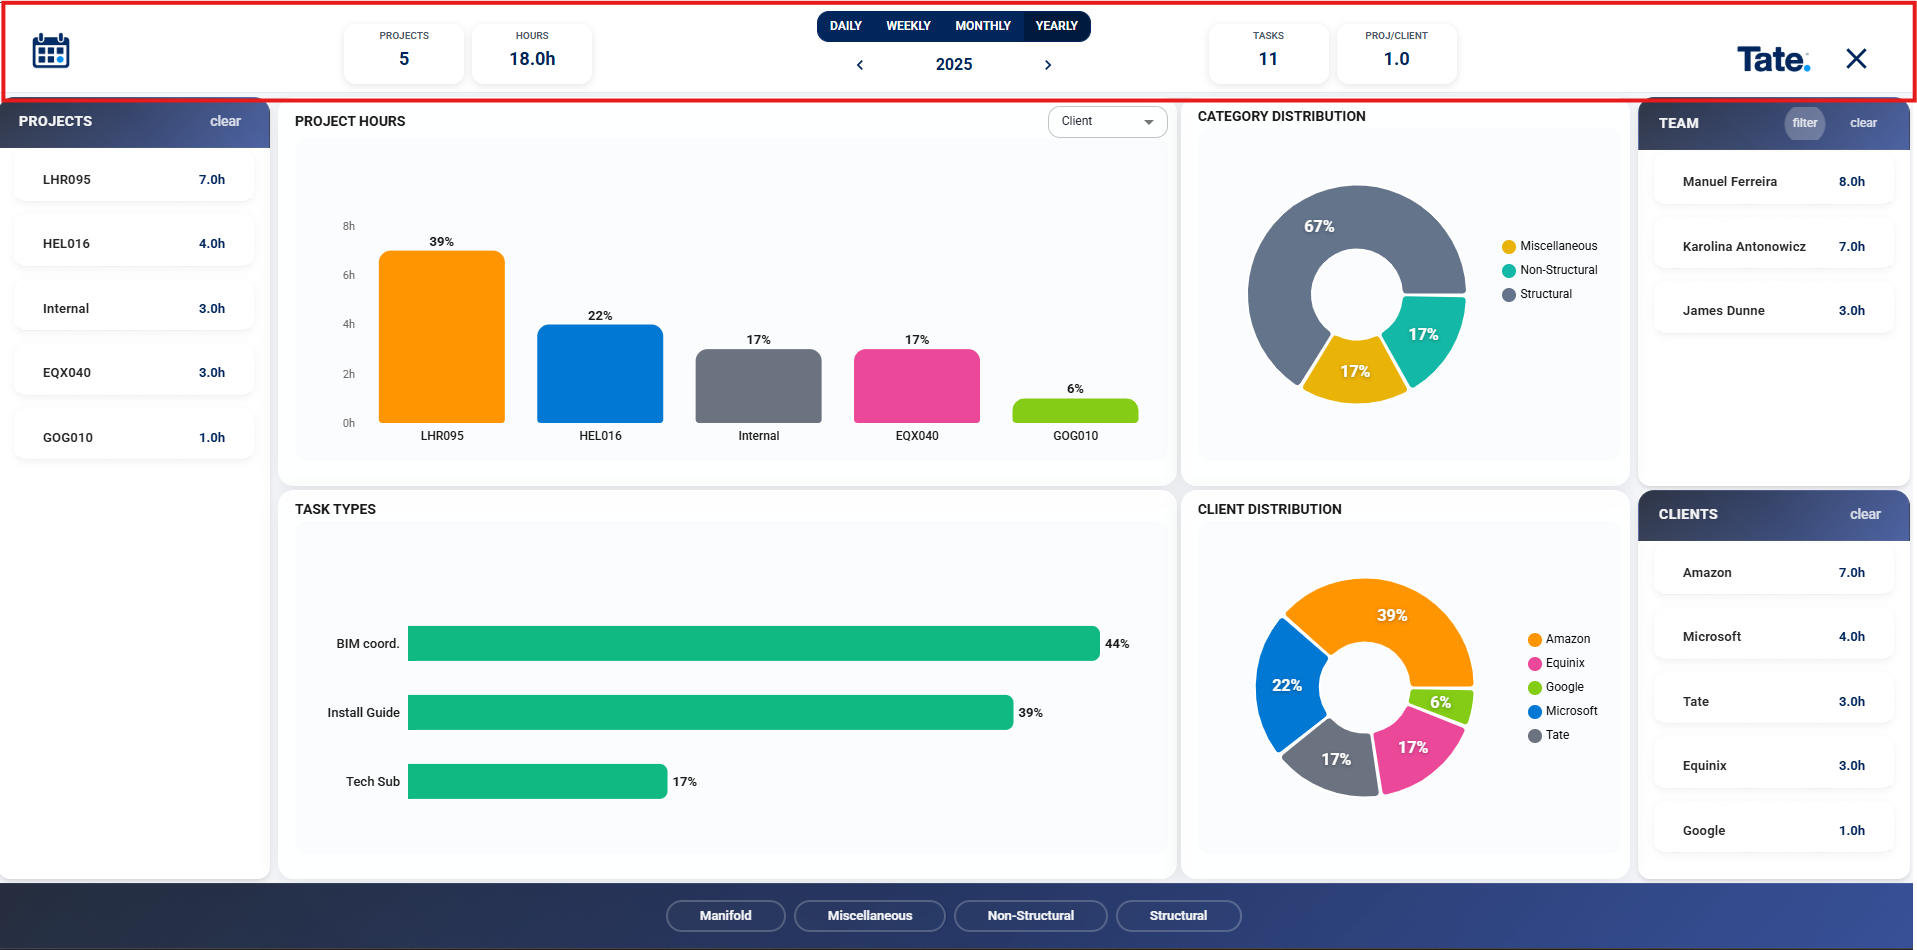 PROJECTS
5
HOURS
18.0h
DAILY WEEKLY MONTHLY YEARLY
2025
TASKS
11
PROJ/CLIENT
1.0
Tate.
PROJECTS clear
LHR095 7.0h
HEL016 4.0h
Internal 3.0h
EQX040 3.0h
GOG010 1.0h
PROJECT HOURS
Client
8h
6h
4h
2h
0h
39%
22%
17%
17%
6%
LHR095 HEL016 Internal EQX040 GOG010
CATEGORY DISTRIBUTION
67%
17%
17%
Miscellaneous
Non-Structural
Structural
TEAM filter clear
Manuel Ferreira 8.0h
Karolina Antonowicz 7.0h
James Dunne 3.0h
TASK TYPES
BIM coord. 44%
Install Guide 39%
Tech Sub 17%
CLIENT DISTRIBUTION
39%
22%
6%
17%
17%
Amazon
Equinix
Google
Microsoft
Tate
CLIENTS clear
Amazon 7.0h
Microsoft 4.0h
Tate 3.0h
Equinix 3.0h
Google 1.0h
Manifold Miscellaneous Non-Structural Structural